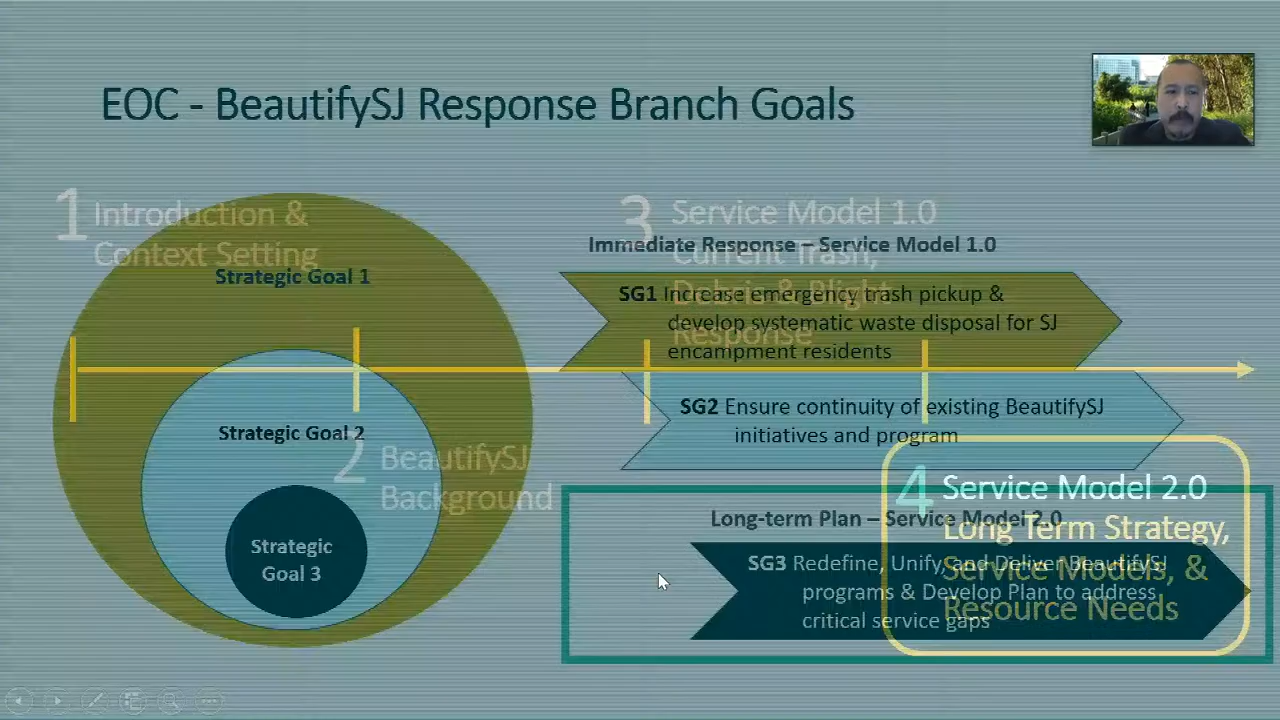 EOC - BeautifySJ Response Branch Goals
1 Introduction &
Context Setting
Strategic Goal 1
Strategic Goal 2
Strategic
Goal 3
2 BeautifySJ
Background
3 Service Model 1.0
Current Trash,
Debris & Blight
Response
Immediate Response – Service Model 1.0
SG1 Increase emergency trash pickup &
develop systematic waste disposal for SJ
encampment residents
SG2 Ensure continuity of existing BeautifySJ
initiatives and program
Long-term Plan – Service Model 2.0
SG3 Redefine, Unify, and Deliver BeautifySJ
programs & Develop Plan to address
critical service gaps
4 Service Model 2.0
Long Term Strategy,
Service Models, &
Resource Needs